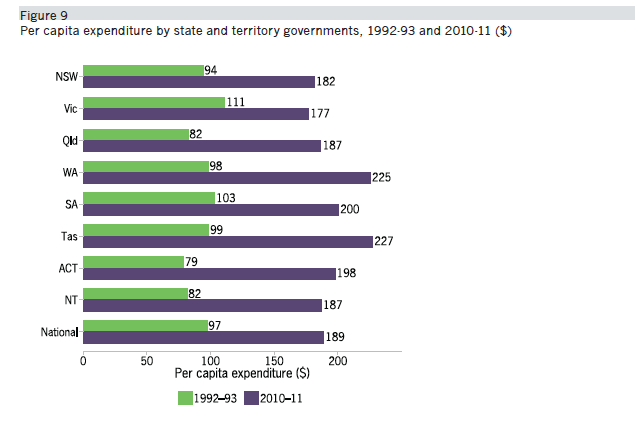 Figure 9
Per capita expenditure by state and territory governments, 1992-93 and 2010-11 ($)
NSW 94 182
Vic 111 177
Qld 82 187
WA 98 225
SA 103 200
Tas 99 227
ACT 79 198
NT 82 187
National 97 189
0 50 100 150 200
Per capita expenditure ($)
1992–93 2010–11